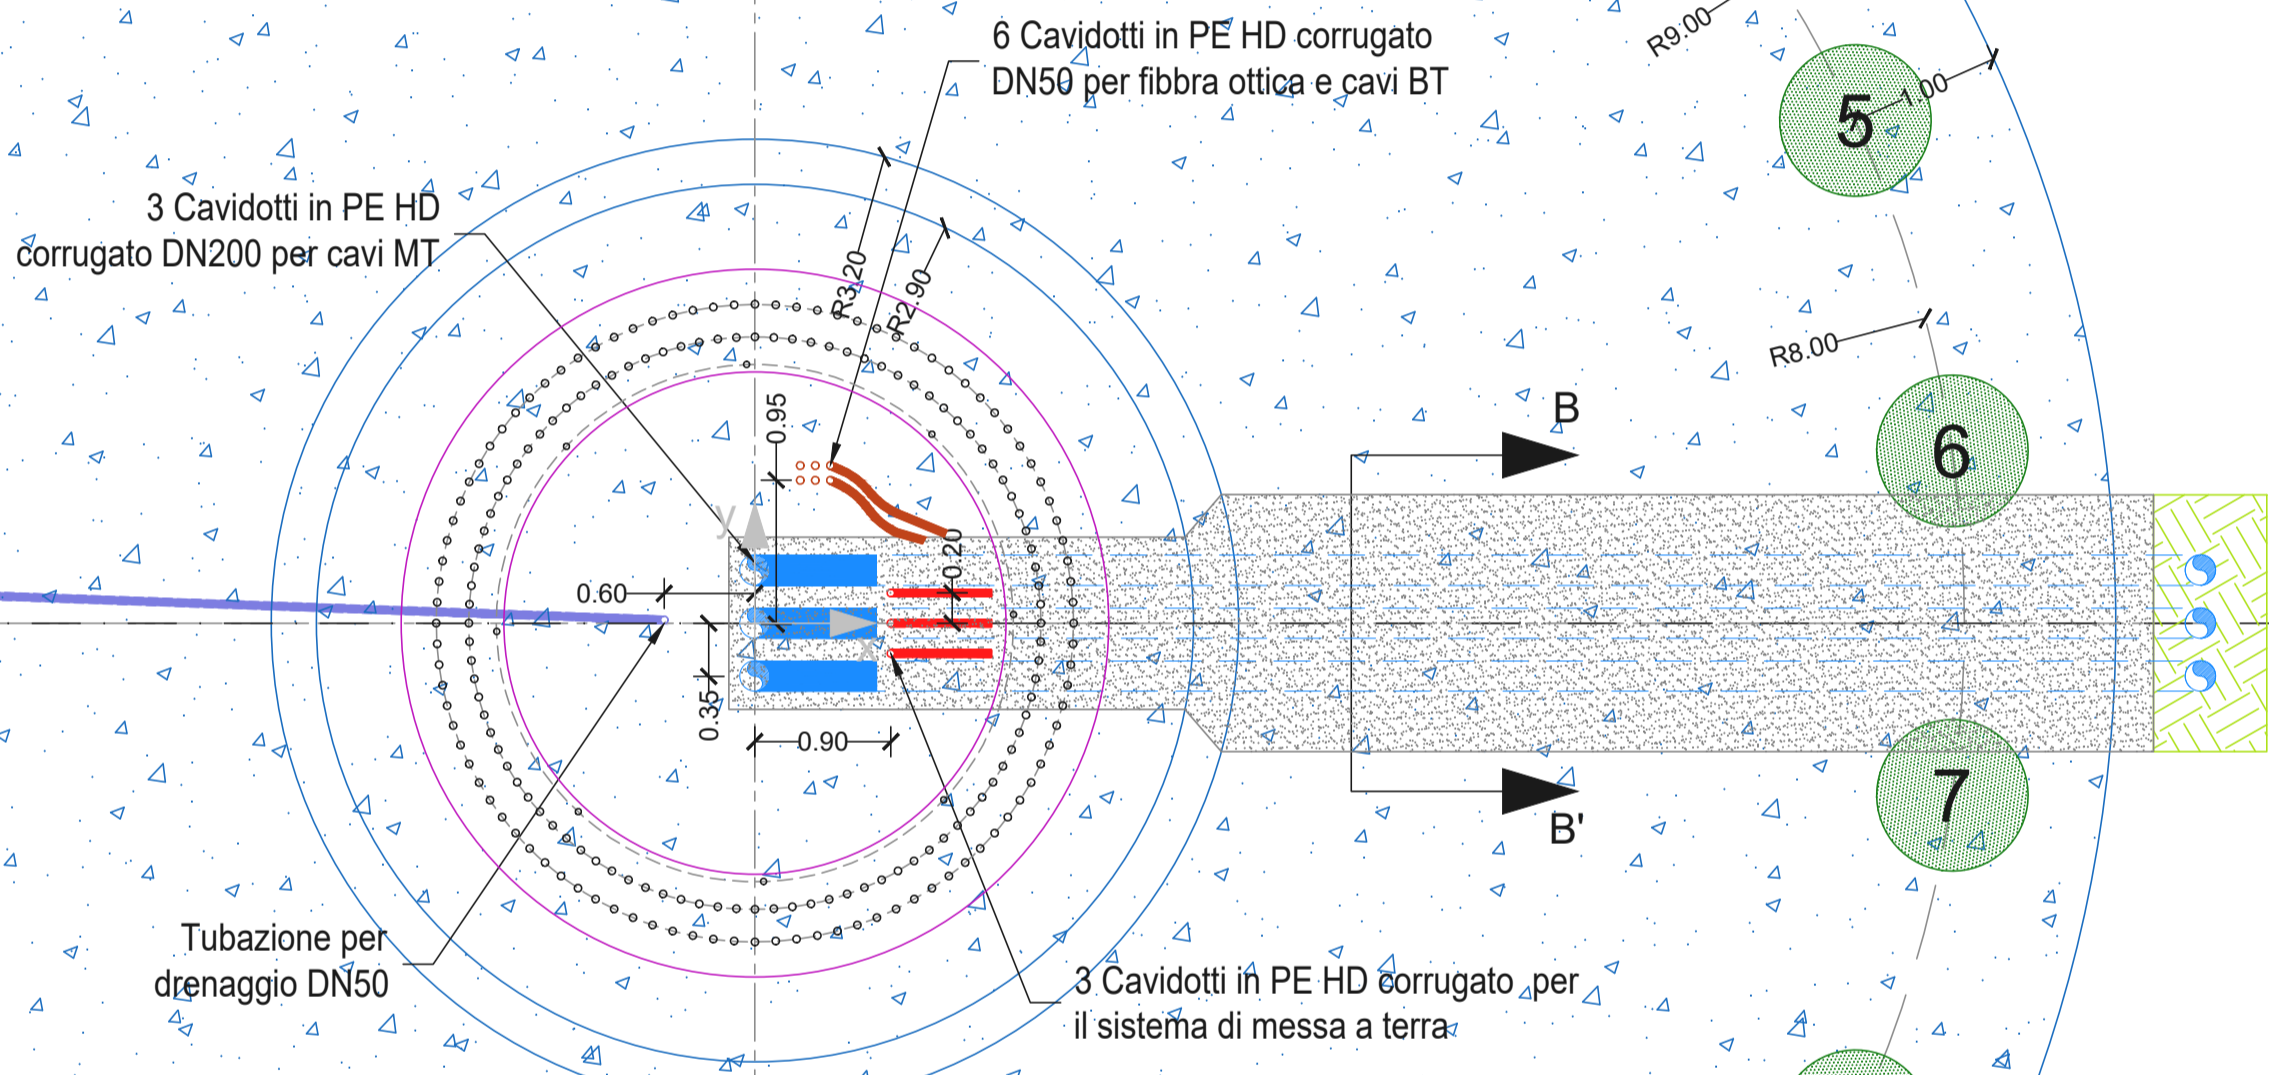 6 Cavidotti in PE HD corrugato
DN50 per fibbra ottica e cavi BT
R9.00
5
1.00
3 Cavidotti in PE HD
corrugato DN200 per cavi MT
R3.20
R2.90
R8.00
0.95
B
6
y
0.20
0.60
x
0.35
0.90
7
B'
Tubazione per
drenaggio DN50
3 Cavidotti in PE HD corrugato per
il sistema di messa a terra